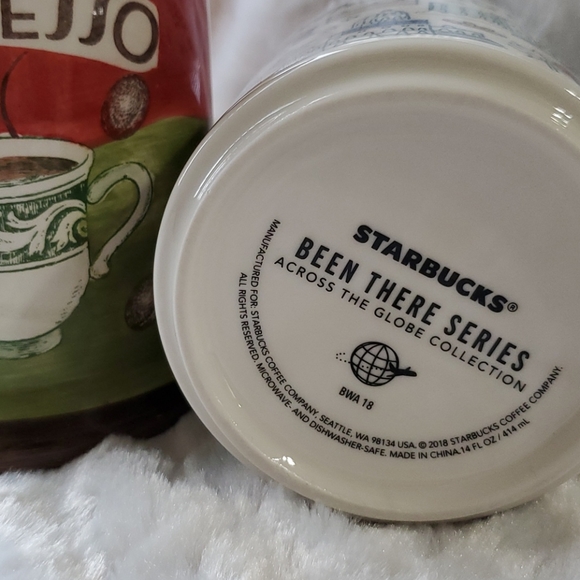 ESSO
STARBUCKS®
BEEN THERE SERIES
ACROSS THE GLOBE COLLECTION
BWA 18
MANUFACTURED FOR: STARBUCKS COFFEE COMPANY, SEATTLE, WA 98134 USA. © 2018 STARBUCKS COFFEE COMPANY.
ALL RIGHTS RESERVED. MICROWAVE- AND DISHWASHER-SAFE. MADE IN CHINA.14 FL OZ / 414 mL